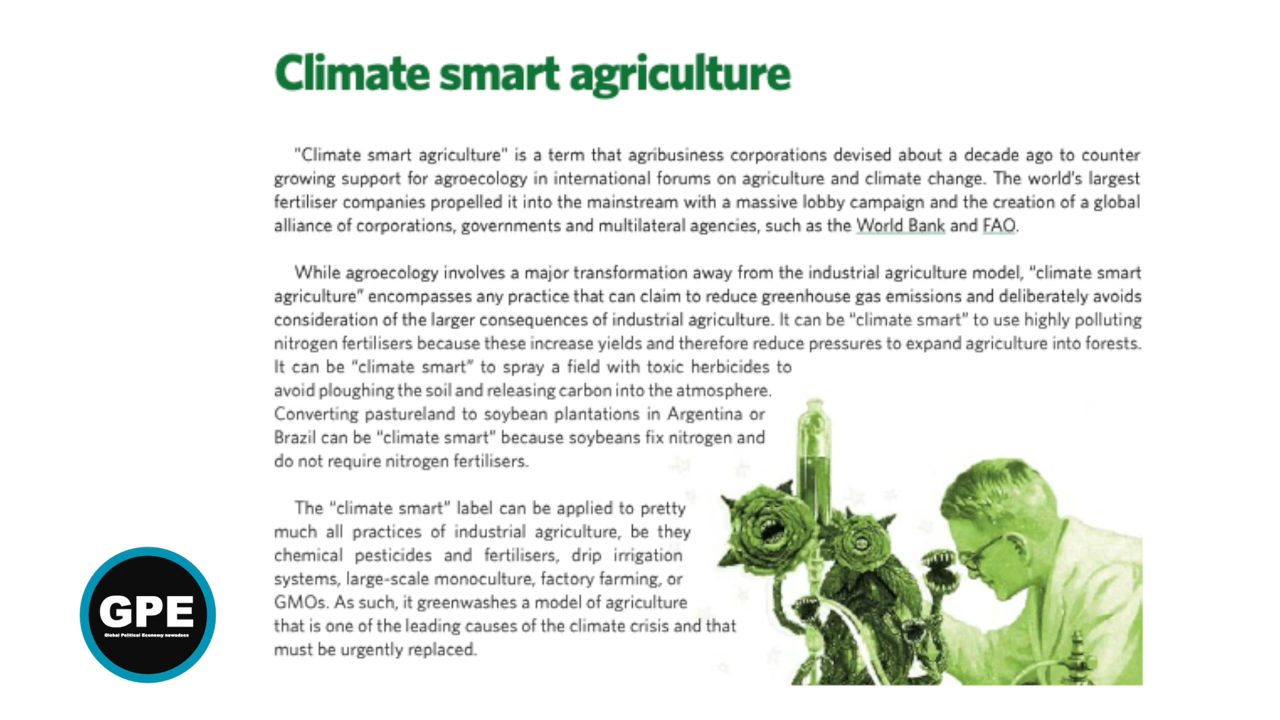 Climate smart agriculture
"Climate smart agriculture" is a term that agribusiness corporations devised about a decade ago to counter
growing support for agroecology in international forums on agriculture and climate change. The world's largest
fertiliser companies propelled it into the mainstream with a massive lobby campaign and the creation of a global
alliance of corporations, governments and multilateral agencies, such as the World Bank and FAO.
While agroecology involves a major transformation away from the industrial agriculture model, “climate smart
agriculture” encompasses any practice that can claim to reduce greenhouse gas emissions and deliberately avoids
consideration of the larger consequences of industrial agriculture. It can be “climate smart” to use highly polluting
nitrogen fertilisers because these increase yields and therefore reduce pressures to expand agriculture into forests.
It can be “climate smart” to spray a field with toxic herbicides to
avoid ploughing the soil and releasing carbon into the atmosphere.
Converting pastureland to soybean plantations in Argentina or
Brazil can be “climate smart” because soybeans fix nitrogen and
do not require nitrogen fertilisers.
The “climate smart” label can be applied to pretty
much all practices of industrial agriculture, be they
chemical pesticides and fertilisers, drip irrigation
systems, large-scale monoculture, factory farming, or
GMOs. As such, it greenwashes a model of agriculture
that is one of the leading causes of the climate crisis and that
must be urgently replaced.
GPE
Global Political Economy newsdocs